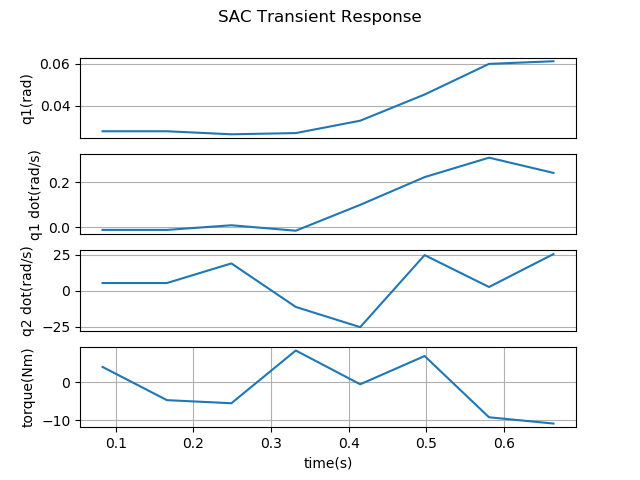 SAC Transient Response
q1(rad)
0.06
0.04
q1 dot(rad/s)
0.2
0.0
q2 dot(rad/s)
25
0
−25
torque(Nm)
0
−10
0.1 0.2 0.3 0.4 0.5 0.6
time(s)